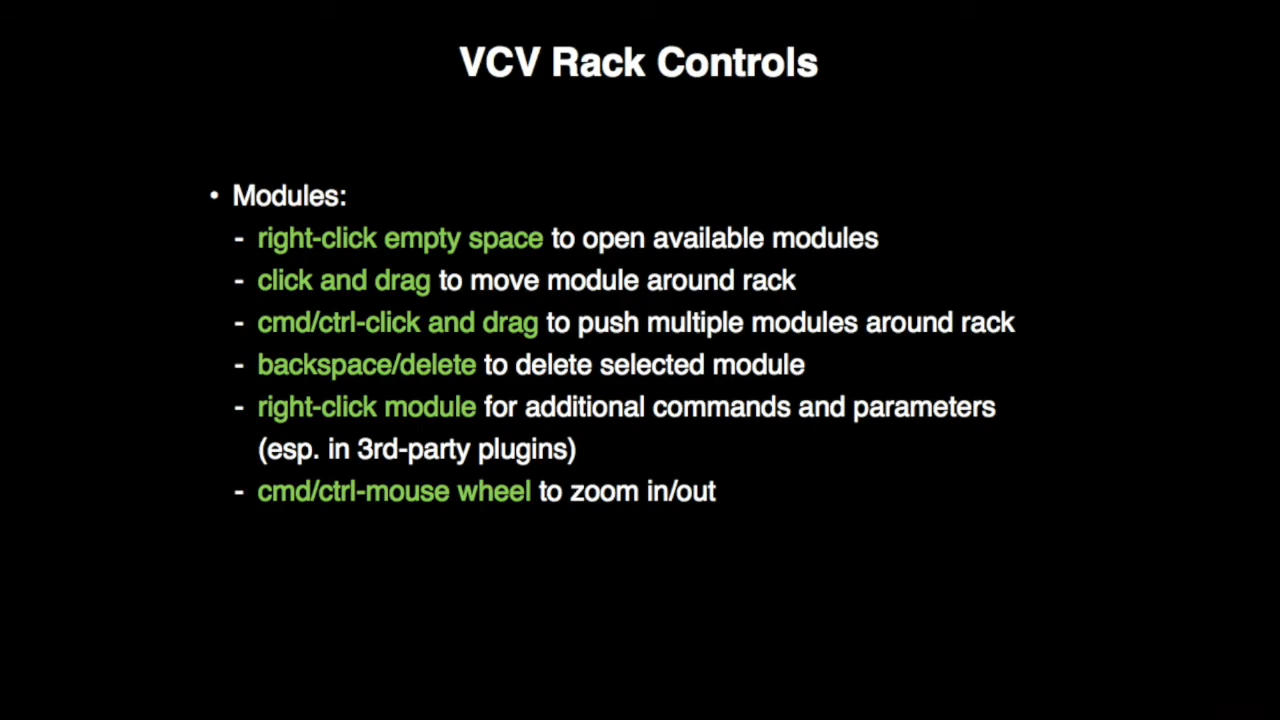 VCV Rack Controls
• Modules:
- right-click empty space to open available modules
- click and drag to move module around rack
- cmd/ctrl-click and drag to push multiple modules around rack
- backspace/delete to delete selected module
- right-click module for additional commands and parameters
(esp. in 3rd-party plugins)
- cmd/ctrl-mouse wheel to zoom in/out